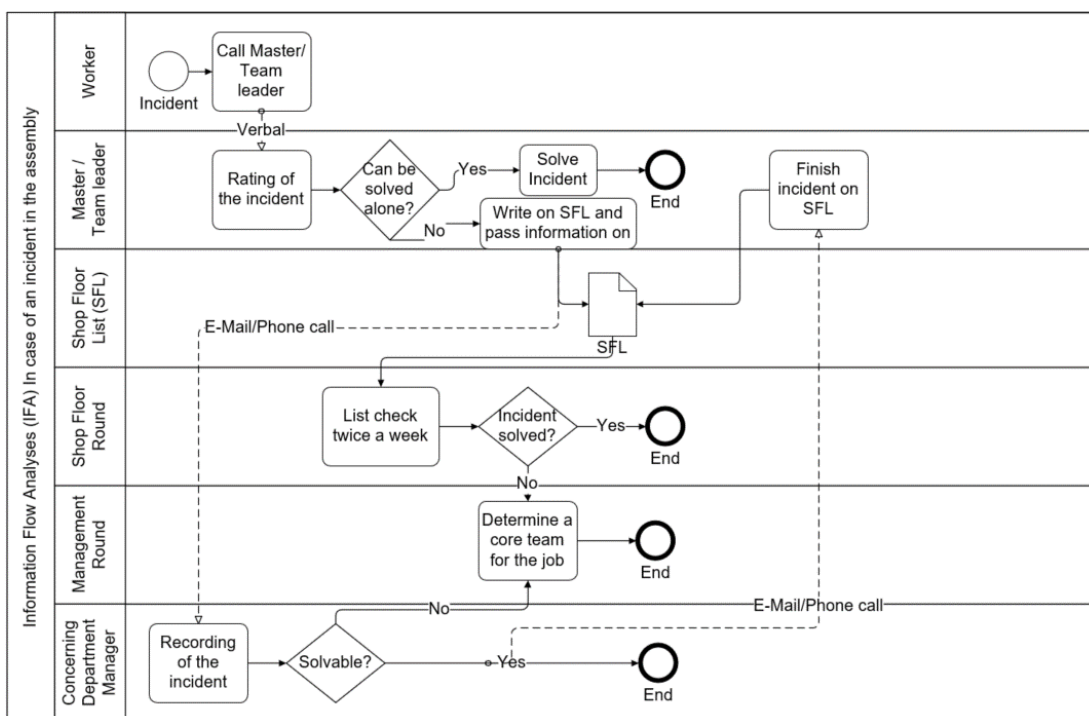 Information Flow Analyses (IFA) In case of an incident in the assembly
Worker
Incident
Call Master/
Team
leader
Verbal
Master /
Team leader
Rating of
the incident
Can be
solved
alone?
Yes
Solve
Incident
End
No
Write on SFL and
pass information on
Finish
incident on
SFL
Shop Floor
List (SFL)
E-Mail/Phone call
SFL
Shop Floor
Round
List check
twice a week
Incident
solved?
Yes
End
No
Management
Round
Determine a
core team
for the job
End
No
E-Mail/Phone call
Concerning
Department
Manager
Recording
of the
incident
Solvable?
Yes
End